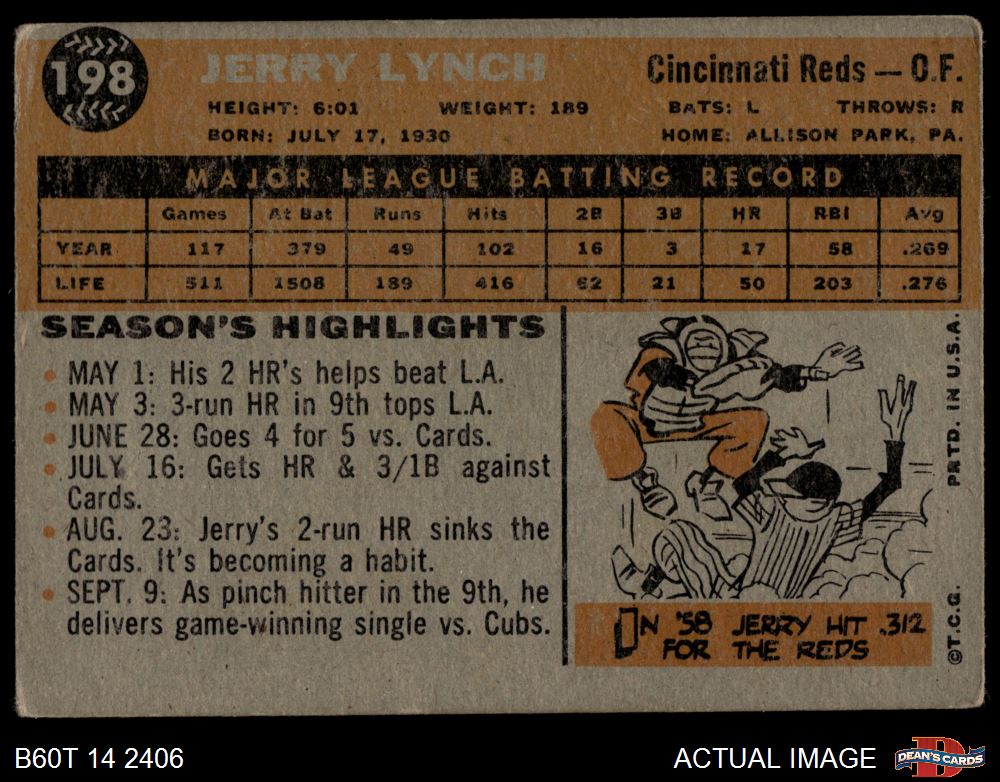 198
JERRY LYNCH
Cincinnati Reds — O.F.
HEIGHT: 6:01 WEIGHT: 189 BATS: L THROWS: R
BORN: JULY 17, 1930 HOME: ALLISON PARK, PA.
MAJOR LEAGUE BATTING RECORD
Games At Bat Runs Hits 2B 3B HR RBI Avg
YEAR 117 379 49 102 16 3 17 58 .269
LIFE 511 1508 189 416 62 21 50 203 .276
SEASON'S HIGHLIGHTS
• MAY 1: His 2 HR's helps beat L.A.
• MAY 3: 3-run HR in 9th tops L.A.
• JUNE 28: Goes 4 for 5 vs. Cards.
• JULY 16: Gets HR & 3/1B against
Cards.
• AUG. 23: Jerry's 2-run HR sinks the
Cards. It's becoming a habit.
• SEPT. 9: As pinch hitter in the 9th, he
delivers game-winning single vs. Cubs.
IN '58 JERRY HIT .312
FOR THE REDS
©T.C.G. PRTD. IN U.S.A.
B60T 14 2406
ACTUAL IMAGE
D
DEAN'S CARDS